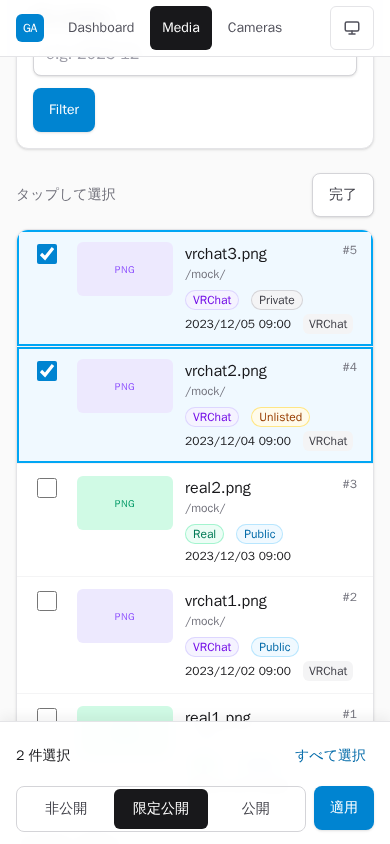 GA Dashboard Media Cameras
Filter
タップして選択 完了
PNG vrchat3.png #5
/mock/
VRChat Private
2023/12/05 09:00 VRChat
PNG vrchat2.png #4
/mock/
VRChat Unlisted
2023/12/04 09:00 VRChat
PNG real2.png #3
/mock/
Real Public
2023/12/03 09:00
PNG vrchat1.png #2
/mock/
VRChat Public
2023/12/02 09:00 VRChat
real1.png #1
2 件選択 すべて選択
非公開 限定公開 公開 適用